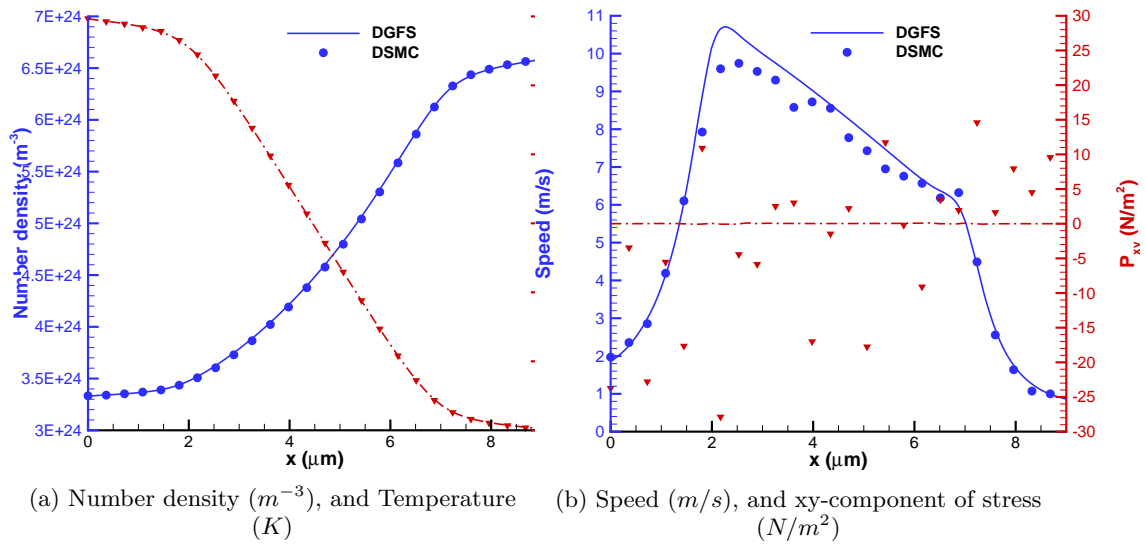 7E+24
6.5E+24
6E+24
5.5E+24
5E+24
4.5E+24
4E+24
3.5E+24
3E+24
Number density (m⁻³)
0 2 4 6 8
x (μm)
DGFS
DSMC
11
10
9
8
7
6
5
4
3
2
1
0
Speed (m/s)
0 2 4 6 8
x (μm)
DGFS
DSMC
30
25
20
15
10
5
0
-5
-10
-15
-20
-25
-30
P_xy (N/m²)
(a) Number density (m⁻³), and Temperature
(K)
(b) Speed (m/s), and xy-component of stress
(N/m²)